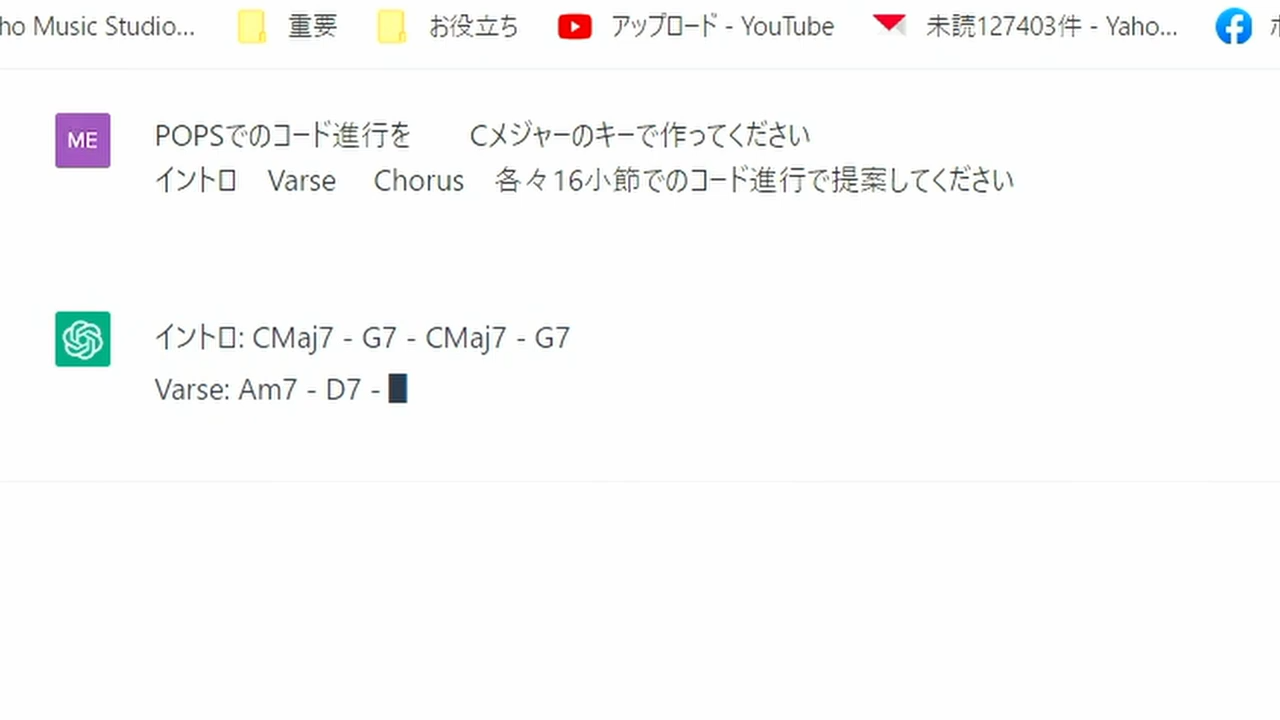 ho Music Studio... 重要 お役立ち アップロード - YouTube 未読127403件 - Yaho...
ME POPSでのコード進行を　　Cメジャーのキーで作ってください
イントロ　Varse　Chorus　各々16小節でのコード進行で提案してください
イントロ: CMaj7 - G7 - CMaj7 - G7
Varse: Am7 - D7 -